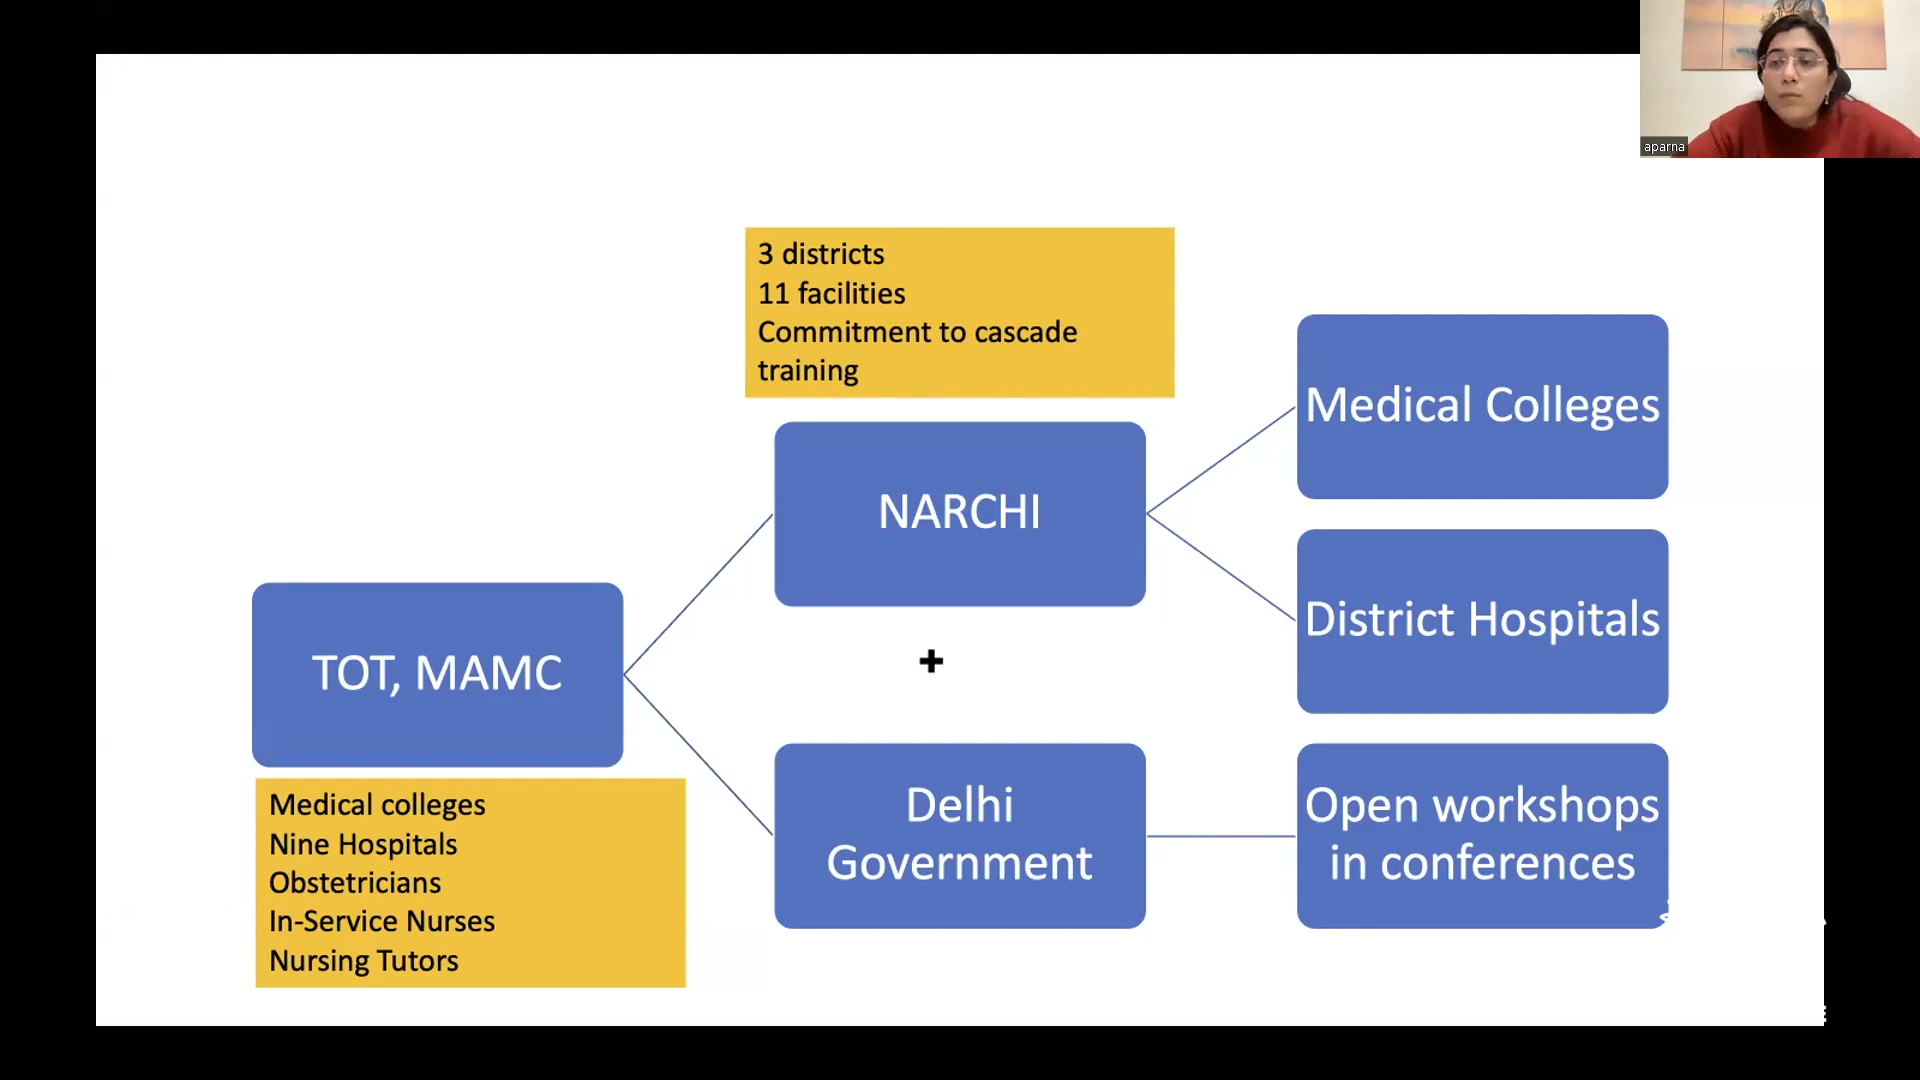 aparna
3 districts
11 facilities
Commitment to cascade
training
Medical Colleges
NARCHI
District Hospitals
TOT, MAMC
+
Delhi
Government
Open workshops
in conferences
Medical colleges
Nine Hospitals
Obstetricians
In-Service Nurses
Nursing Tutors